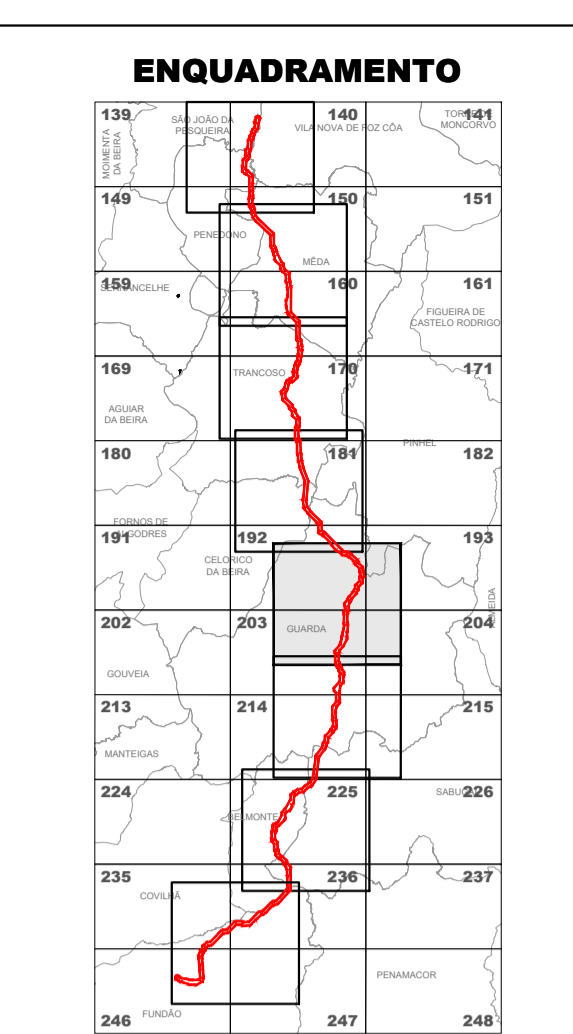 ENQUADRAMENTO
139
SÃO JOÃO DA
PESQUEIRA
140
VILA NOVA DE FOZ CÔA
141
MONCORVO
MOIMENTA
DA BEIRA
149
150
151
PENEDONO
MÊDA
159
SERNANCELHE
160
161
FIGUEIRA DE
CASTELO RODRIGO
169
TRANCOSO
170
171
AGUIAR
DA BEIRA
180
181
PINHEL
182
FORNOS DE
ALGODRES
191
192
193
CELORICO
DA BEIRA
ALMEIDA
202
203
GUARDA
204
GOUVEIA
213
214
215
MANTEIGAS
224
225
226
BELMONTE
235
236
237
COVILHÃ
PENAMACOR
246
FUNDÃO
247
248